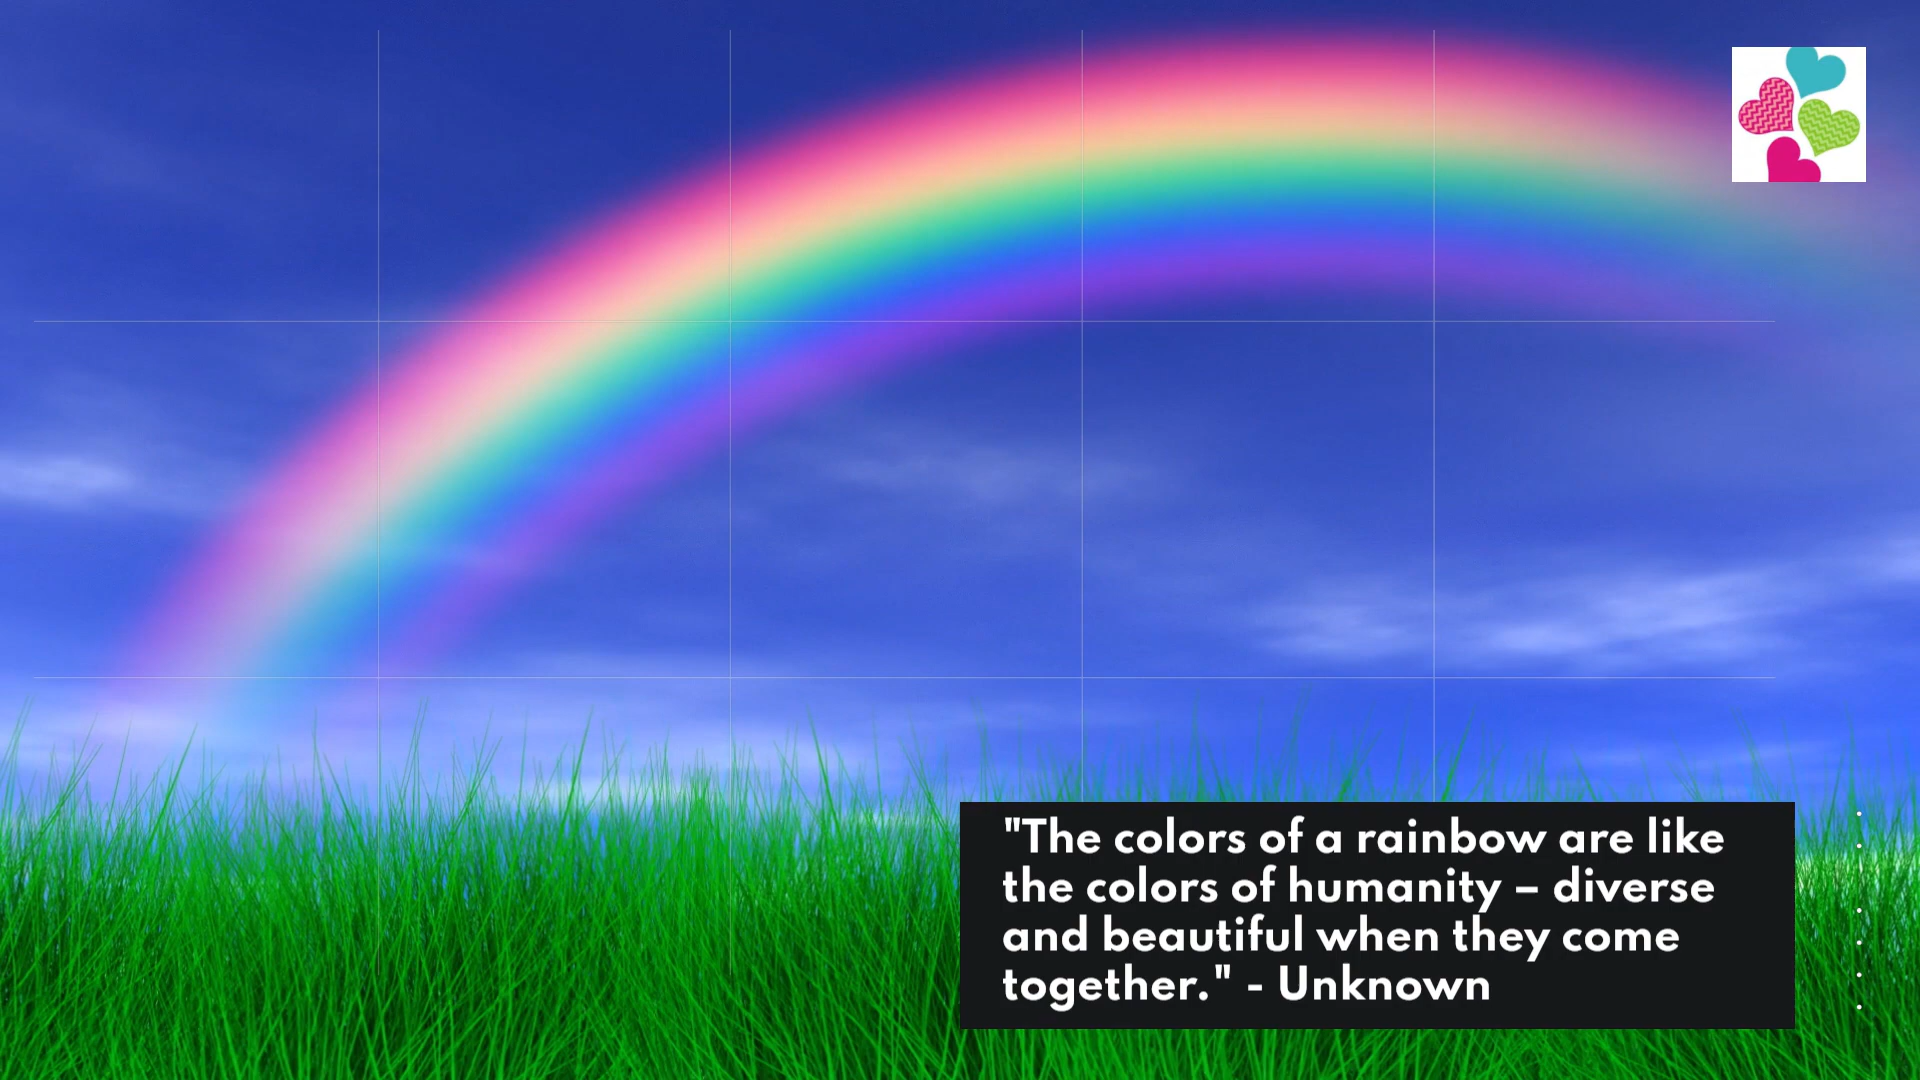 "The colors of a rainbow are like
the colors of humanity – diverse
and beautiful when they come
together." - Unknown